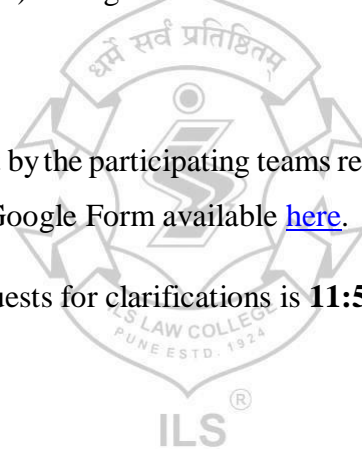 धर्मे सर्वं प्रतिष्ठितम्
by the participating teams re
Google Form available here.
uests for clarifications is 11:5
ILS LAW COLLEGE
PUNE ESTD. 1924
®
ILS